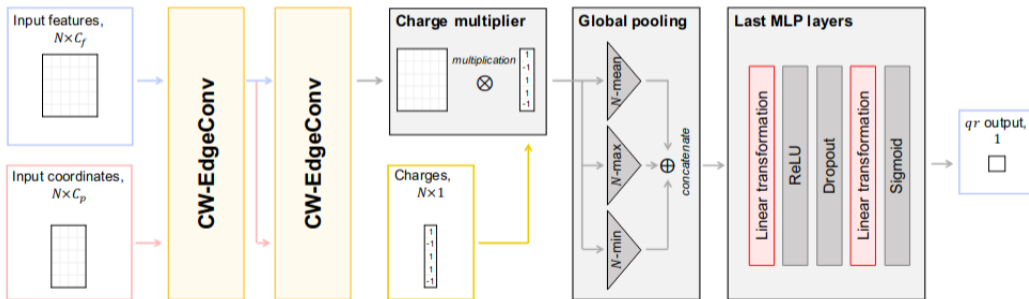 Input features,
N×C_f
Input coordinates,
N×C_p
CW-EdgeConv
CW-EdgeConv
Charge multiplier
multiplication
⊗
1
-1
1
1
-1
Charges,
N×1
1
-1
1
1
-1
Global pooling
N-mean
N-max
N-min
⊕
concatenate
Last MLP layers
Linear transformation
ReLU
Dropout
Linear transformation
Sigmoid
qr output,
1